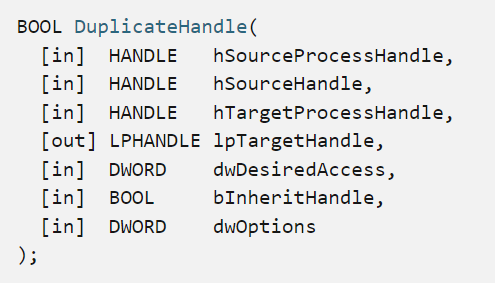 BOOL DuplicateHandle(
  [in]  HANDLE   hSourceProcessHandle,
  [in]  HANDLE   hSourceHandle,
  [in]  HANDLE   hTargetProcessHandle,
  [out] LPHANDLE lpTargetHandle,
  [in]  DWORD    dwDesiredAccess,
  [in]  BOOL     bInheritHandle,
  [in]  DWORD    dwOptions
);